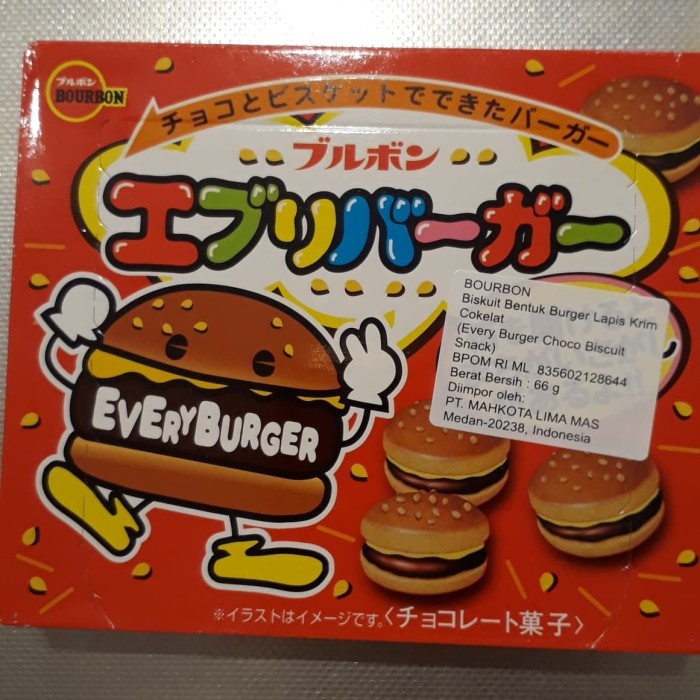 ブルボン
BOURBON
チョコとビスケットでできたバーガー
ブルボン
エブリバーガー
BOURBON
Biskuit Bentuk Burger Lapis Krim
Cokelat
(Every Burger Choco Biscuit
Snack)
BPOM RI ML 835602128644
Berat Bersih : 66 g
Diimpor oleh:
PT. MAHKOTA LIMA MAS
Medan-20238, Indonesia
EVERYBURGER
※イラストはイメージです。〈チョコレート菓子〉